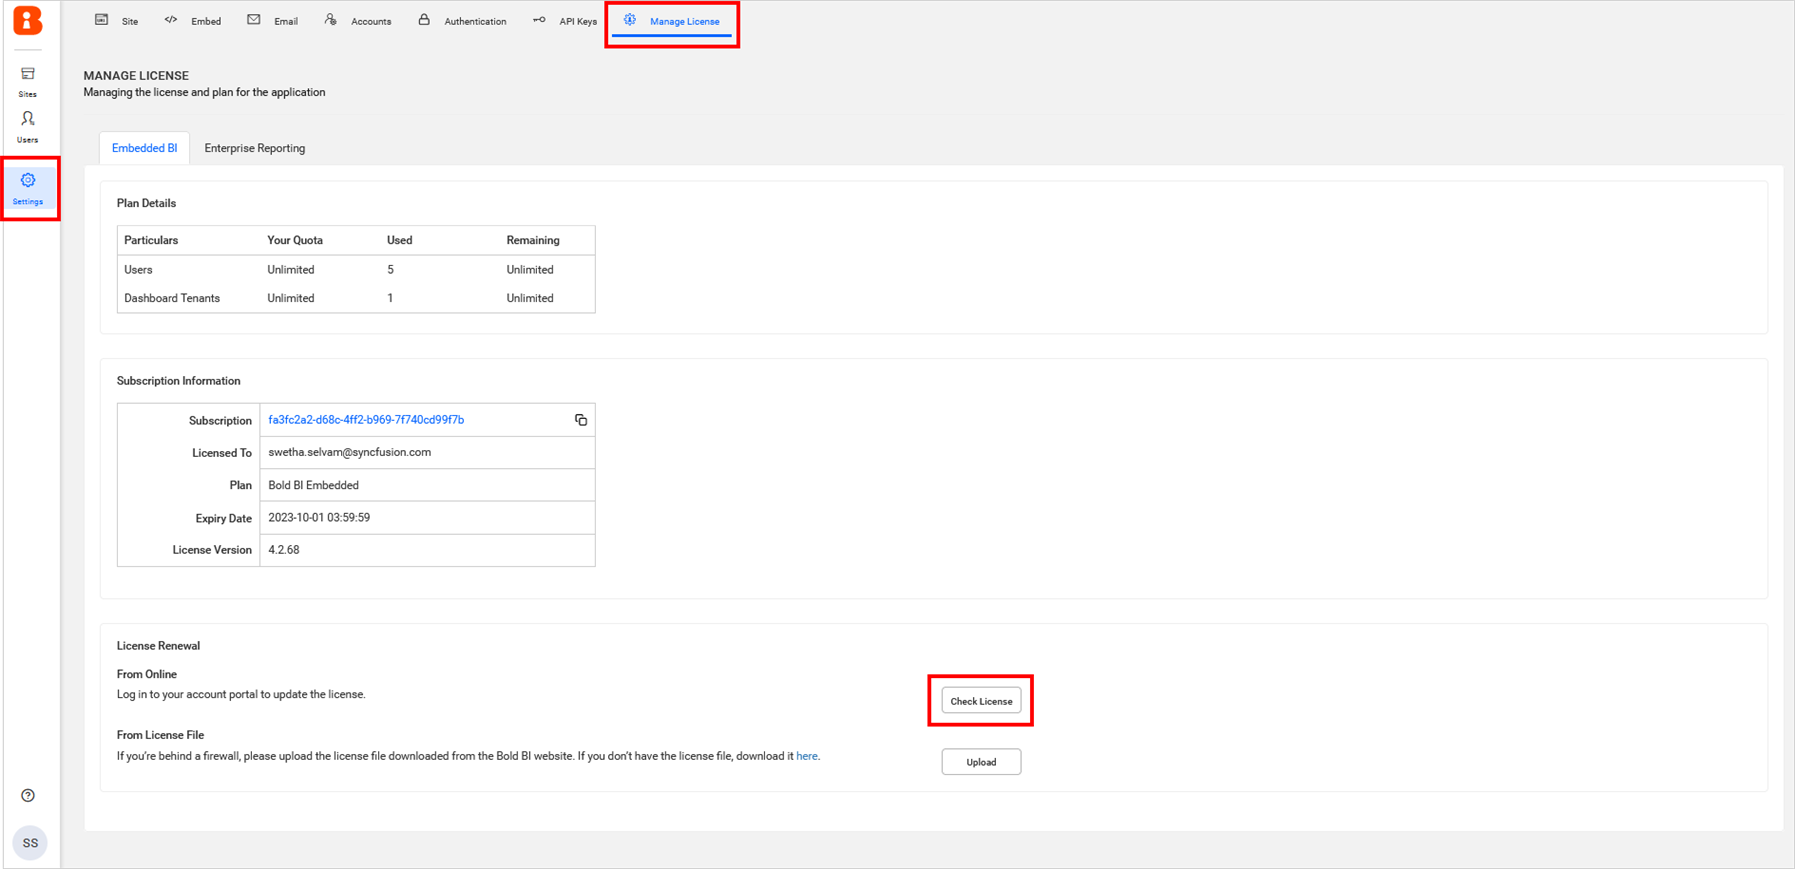 Site
Embed
Email
Accounts
Authentication
API Keys
Manage License
Sites
Users
Settings
MANAGE LICENSE
Managing the license and plan for the application
Embedded BI
Enterprise Reporting
Plan Details
Particulars Your Quota Used Remaining
Users Unlimited 5 Unlimited
Dashboard Tenants Unlimited 1 Unlimited
Subscription Information
Subscription fa3fc2a2-d68c-4ff2-b969-7f740cd99f7b
Licensed To swetha.selvam@syncfusion.com
Plan Bold BI Embedded
Expiry Date 2023-10-01 03:59:59
License Version 4.2.68
License Renewal
From Online
Log in to your account portal to update the license.
Check License
From License File
If you're behind a firewall, please upload the license file downloaded from the Bold BI website. If you don't have the license file, download it here.
Upload
SS